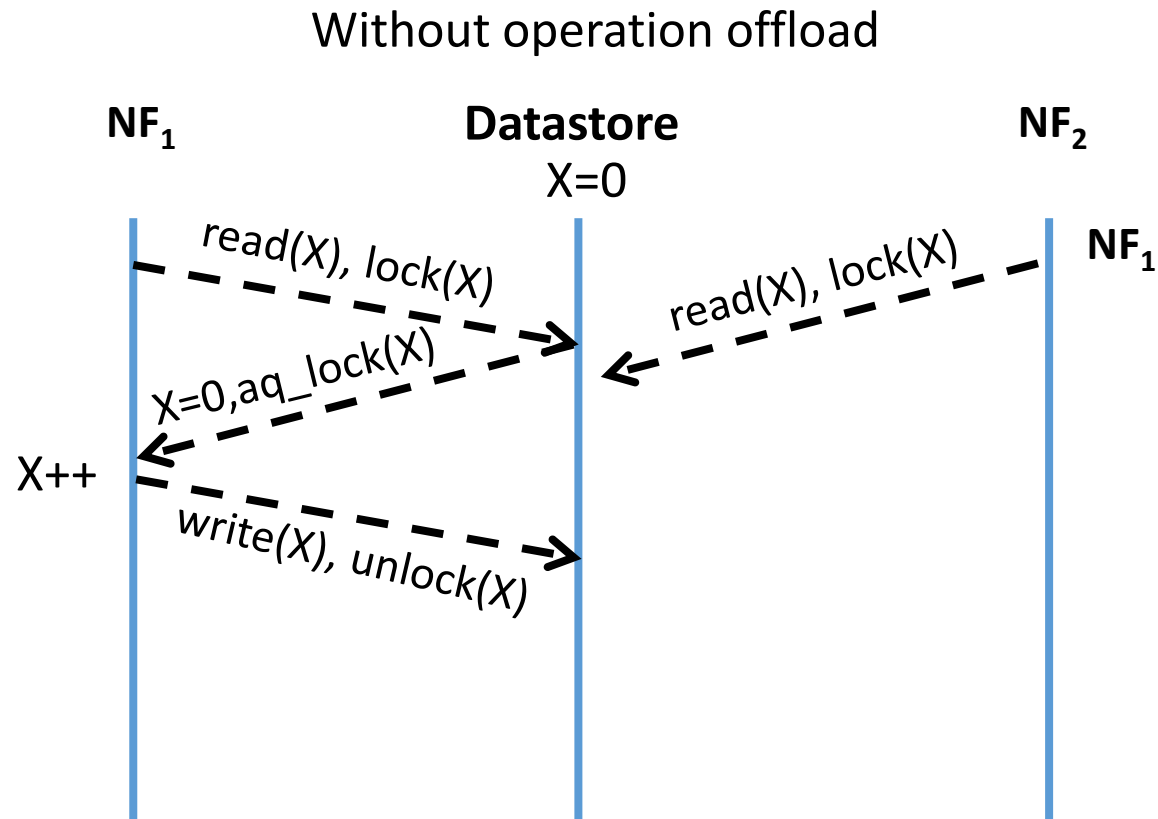 Without operation offload
NF1 Datastore NF2
X=0
read(X), lock(X)
read(X), lock(X)
NF1
X=0,aq_lock(X)
X++
write(X), unlock(X)